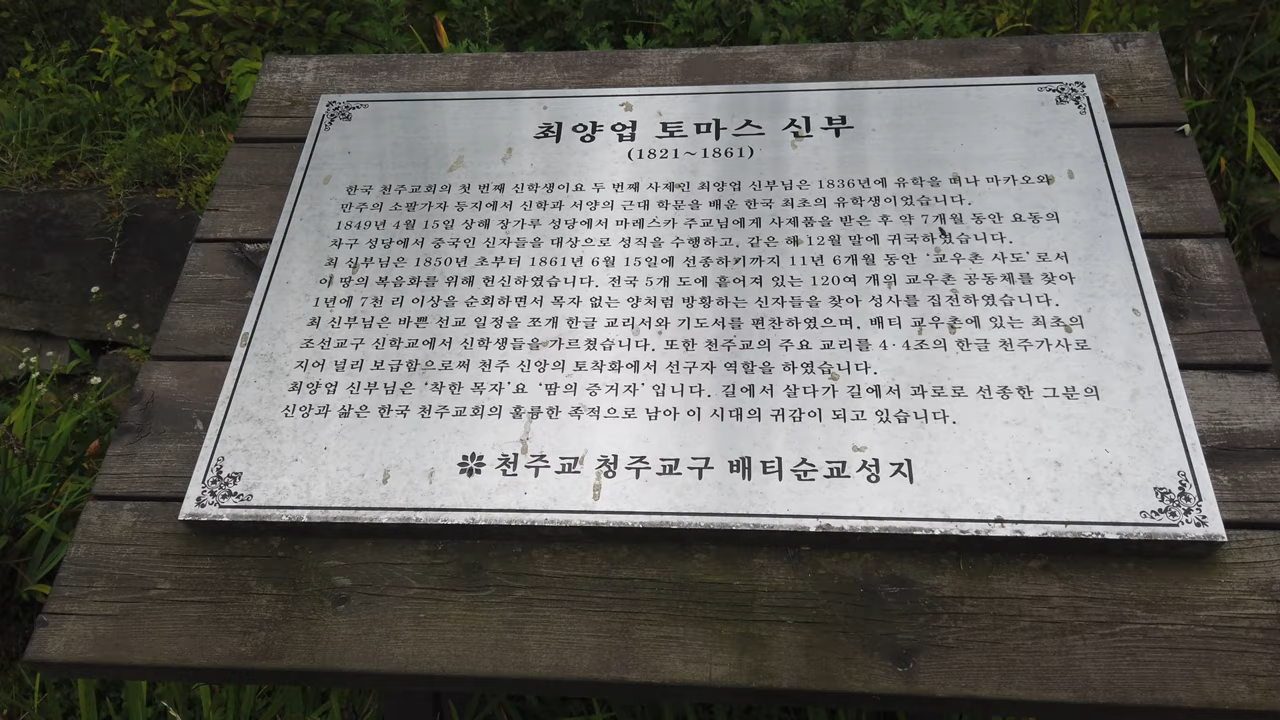 최양업 토마스 신부
(1821~1861)
한국 천주교회의 첫 번째 신학생이요 두 번째 사제인 최양업 신부님은 1836년에 유학을 떠나 마카오와
만주의 소팔가자 등지에서 신학과 서양의 근대 학문을 배운 한국 최초의 유학생이었습니다.
1849년 4월 15일 상해 장가루 성당에서 마레스카 주교님에게 사제품을 받은 후 약 7개월 동안 요동의
차구 성당에서 중국인 신자들을 대상으로 성직을 수행하고, 같은 해 12월 말에 귀국하였습니다.
최 신부님은 1850년 초부터 1861년 6월 15일에 선종하기까지 11년 6개월 동안 '교우촌 사도'로서
이 땅의 복음화를 위해 헌신하였습니다. 전국 5개 도에 흩어져 있는 120여 개의 교우촌 공동체를 찾아
1년에 7천 리 이상을 순회하면서 목자 없는 양처럼 방황하는 신자들을 찾아 성사를 집전하였습니다.
최 신부님은 바쁜 선교 일정을 쪼개 한글 교리서와 기도서를 편찬하였으며, 배티 교우촌에 있는 최초의
조선교구 신학교에서 신학생들을 가르쳤습니다. 또한 천주교의 주요 교리를 4·4조의 한글 천주가사로
지어 널리 보급함으로써 천주 신앙의 토착화에서 선구자 역할을 하였습니다.
최양업 신부님은 '착한 목자'요 '땀의 증거자'입니다. 길에서 살다가 길에서 과로로 선종한 그분의
신앙과 삶은 한국 천주교회의 훌륭한 족적으로 남아 이 시대의 귀감이 되고 있습니다.
천주교 청주교구 배티순교성지